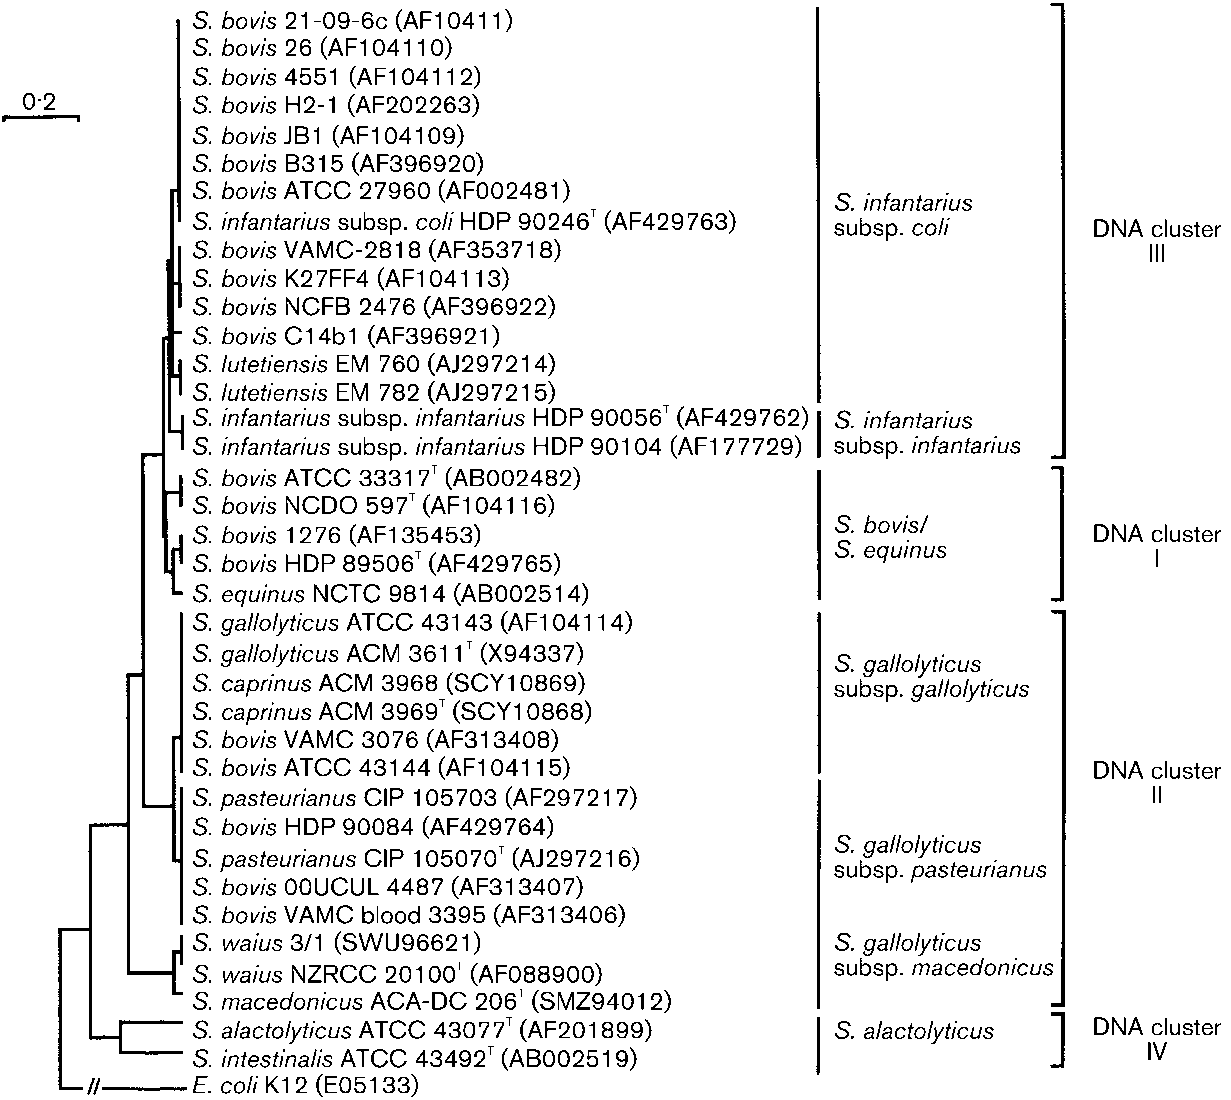 0·2
S. bovis 21-09-6c (AF10411)
S. bovis 26 (AF104110)
S. bovis 4551 (AF104112)
S. bovis H2-1 (AF202263)
S. bovis JB1 (AF104109)
S. bovis B315 (AF396920)
S. bovis ATCC 27960 (AF002481)
S. infantarius subsp. coli HDP 90246ᵀ (AF429763)
S. bovis VAMC-2818 (AF353718)
S. bovis K27FF4 (AF104113)
S. bovis NCFB 2476 (AF396922)
S. bovis C14b1 (AF396921)
S. lutetiensis EM 760 (AJ297214)
S. lutetiensis EM 782 (AJ297215)
S. infantarius subsp. infantarius HDP 90056ᵀ (AF429762)
S. infantarius subsp. infantarius HDP 90104 (AF177729)
S. bovis ATCC 33317ᵀ (AB002482)
S. bovis NCDO 597ᵀ (AF104116)
S. bovis 1276 (AF135453)
S. bovis HDP 89506ᵀ (AF429765)
S. equinus NCTC 9814 (AB002514)
S. gallolyticus ATCC 43143 (AF104114)
S. gallolyticus ACM 3611ᵀ (X94337)
S. caprinus ACM 3968 (SCY10869)
S. caprinus ACM 3969ᵀ (SCY10868)
S. bovis VAMC 3076 (AF313408)
S. bovis ATCC 43144 (AF104115)
S. pasteurianus CIP 105703 (AF297217)
S. bovis HDP 90084 (AF429764)
S. pasteurianus CIP 105070ᵀ (AJ297216)
S. bovis 00UCUL 4487 (AF313407)
S. bovis VAMC blood 3395 (AF313406)
S. waius 3/1 (SWU96621)
S. waius NZRCC 20100ᵀ (AF088900)
S. macedonicus ACA-DC 206ᵀ (SMZ94012)
S. alactolyticus ATCC 43077ᵀ (AF201899)
S. intestinalis ATCC 43492ᵀ (AB002519)
E. coli K12 (E05133)
S. infantarius
subsp. coli
S. infantarius
subsp. infantarius
S. bovis/
S. equinus
S. gallolyticus
subsp. gallolyticus
S. gallolyticus
subsp. pasteurianus
S. gallolyticus
subsp. macedonicus
S. alactolyticus
DNA cluster
III
DNA cluster
I
DNA cluster
II
DNA cluster
IV